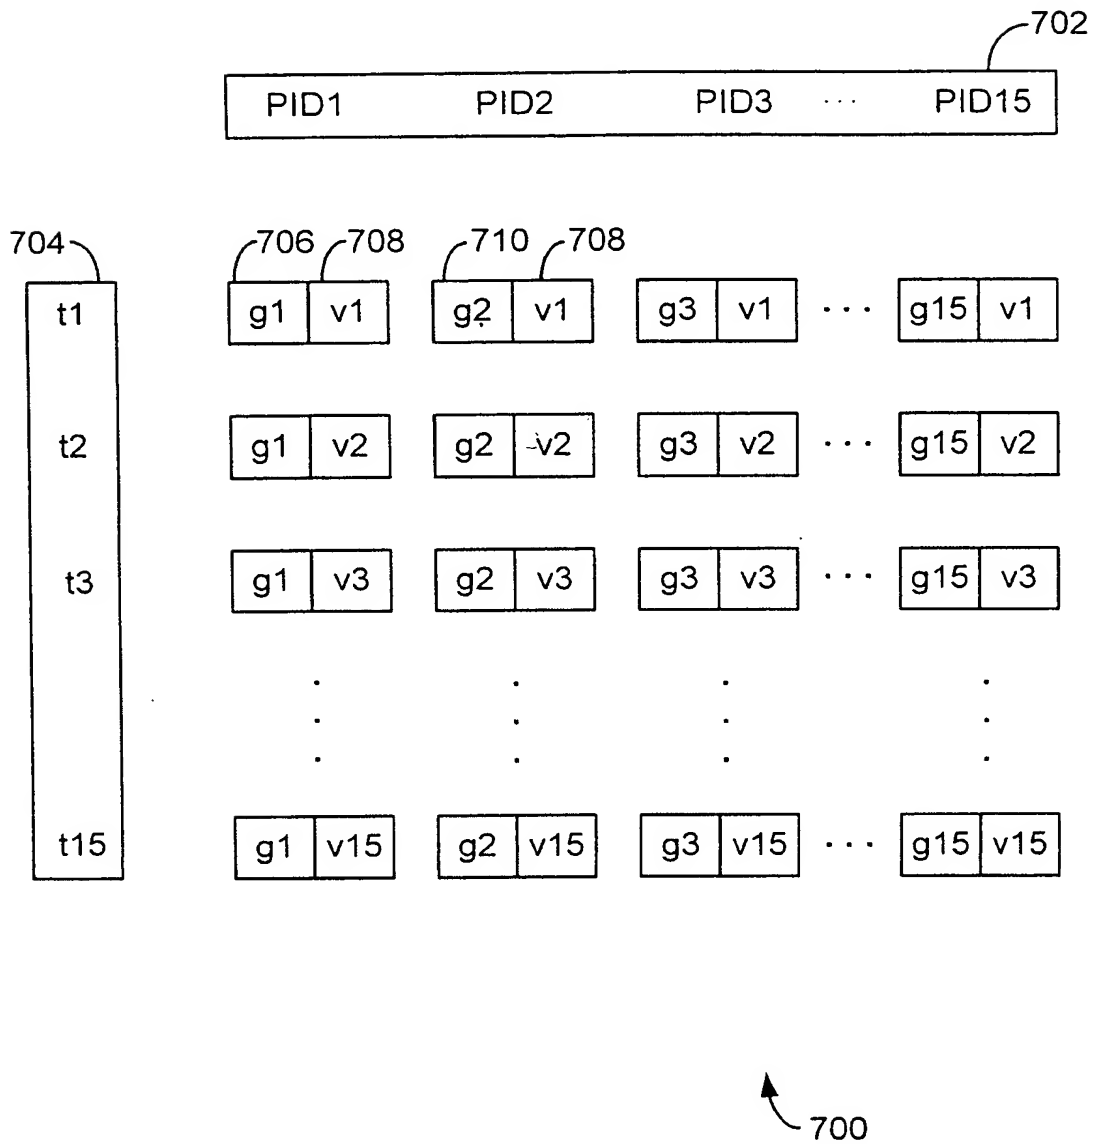 702
PID1 PID2 PID3 ··· PID15
704 706 708 710 708
t1 g1 v1 g2 v1 g3 v1 ··· g15 v1
t2 g1 v2 g2 v2 g3 v2 ··· g15 v2
t3 g1 v3 g2 v3 g3 v3 ··· g15 v3
t15 g1 v15 g2 v15 g3 v15 ··· g15 v15
700